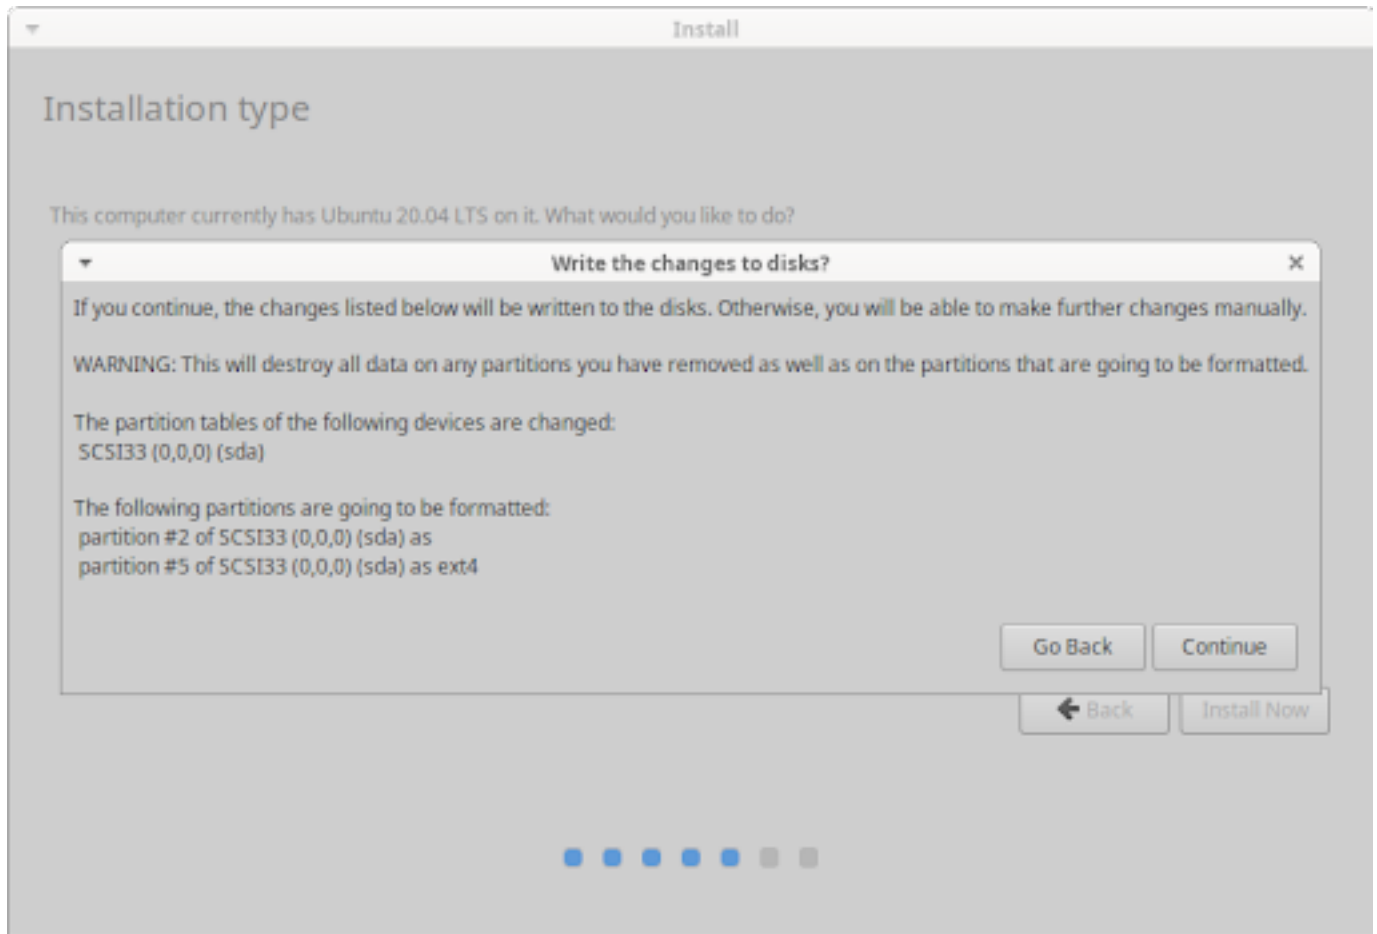 Install
Installation type
This computer currently has Ubuntu 20.04 LTS on it. What would you like to do?
Write the changes to disks?
If you continue, the changes listed below will be written to the disks. Otherwise, you will be able to make further changes manually.
WARNING: This will destroy all data on any partitions you have removed as well as on the partitions that are going to be formatted.
The partition tables of the following devices are changed:
SCSI33 (0,0,0) (sda)
The following partitions are going to be formatted:
partition #2 of SCSI33 (0,0,0) (sda) as
partition #5 of SCSI33 (0,0,0) (sda) as ext4
Go Back
Continue
Back
Install Now